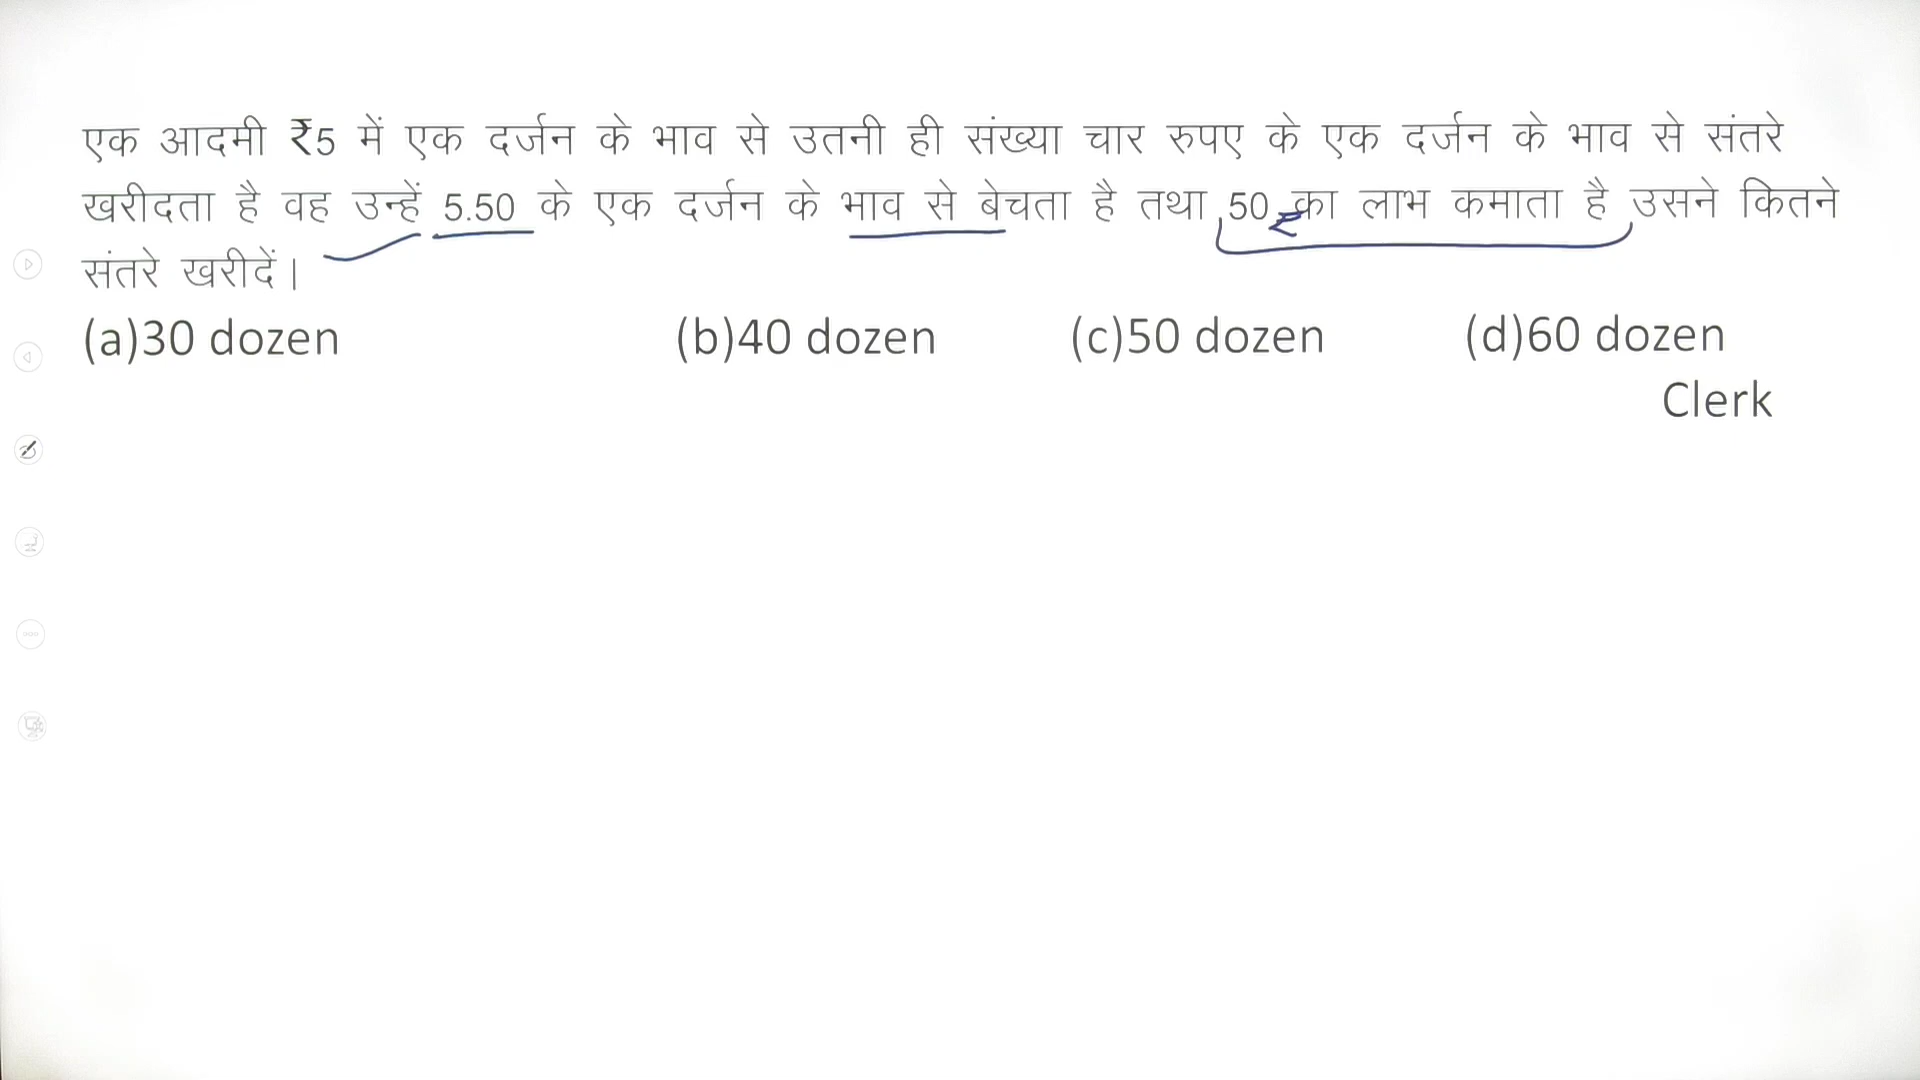 एक आदमी ₹5 में एक दर्जन के भाव से उतनी ही संख्या चार रुपए के एक दर्जन के भाव से संतरे
खरीदता है वह उन्हें 5.50 के एक दर्जन के भाव से बेचता है तथा 50 का लाभ कमाता है उसने कितने
संतरे खरीदें।
(a)30 dozen (b)40 dozen (c)50 dozen (d)60 dozen
Clerk